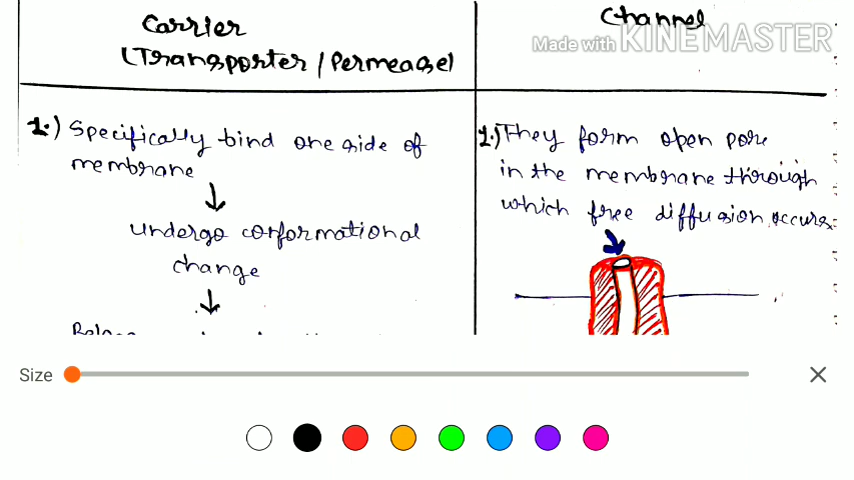 Carrier
(Transporter / Permease)
Channel
Made with KINEMASTER
1.) Specifically bind one side of
membrane
↓
undergo conformational
change
↓
1.) They form open pore
in the membrane through
which free diffusion occurs
Size